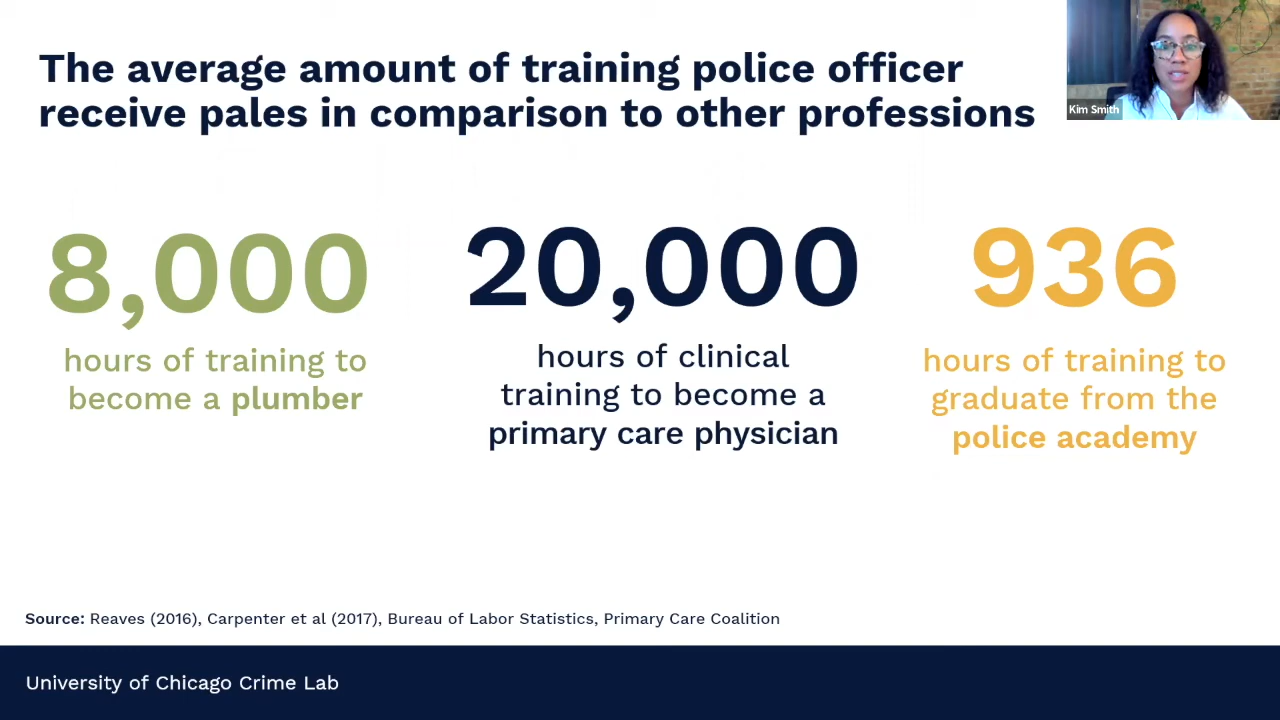 The average amount of training police officer
receive pales in comparison to other professions
Kim Smith
8,000
hours of training to
become a plumber
20,000
hours of clinical
training to become a
primary care physician
936
hours of training to
graduate from the
police academy
Source: Reaves (2016), Carpenter et al (2017), Bureau of Labor Statistics, Primary Care Coalition
University of Chicago Crime Lab